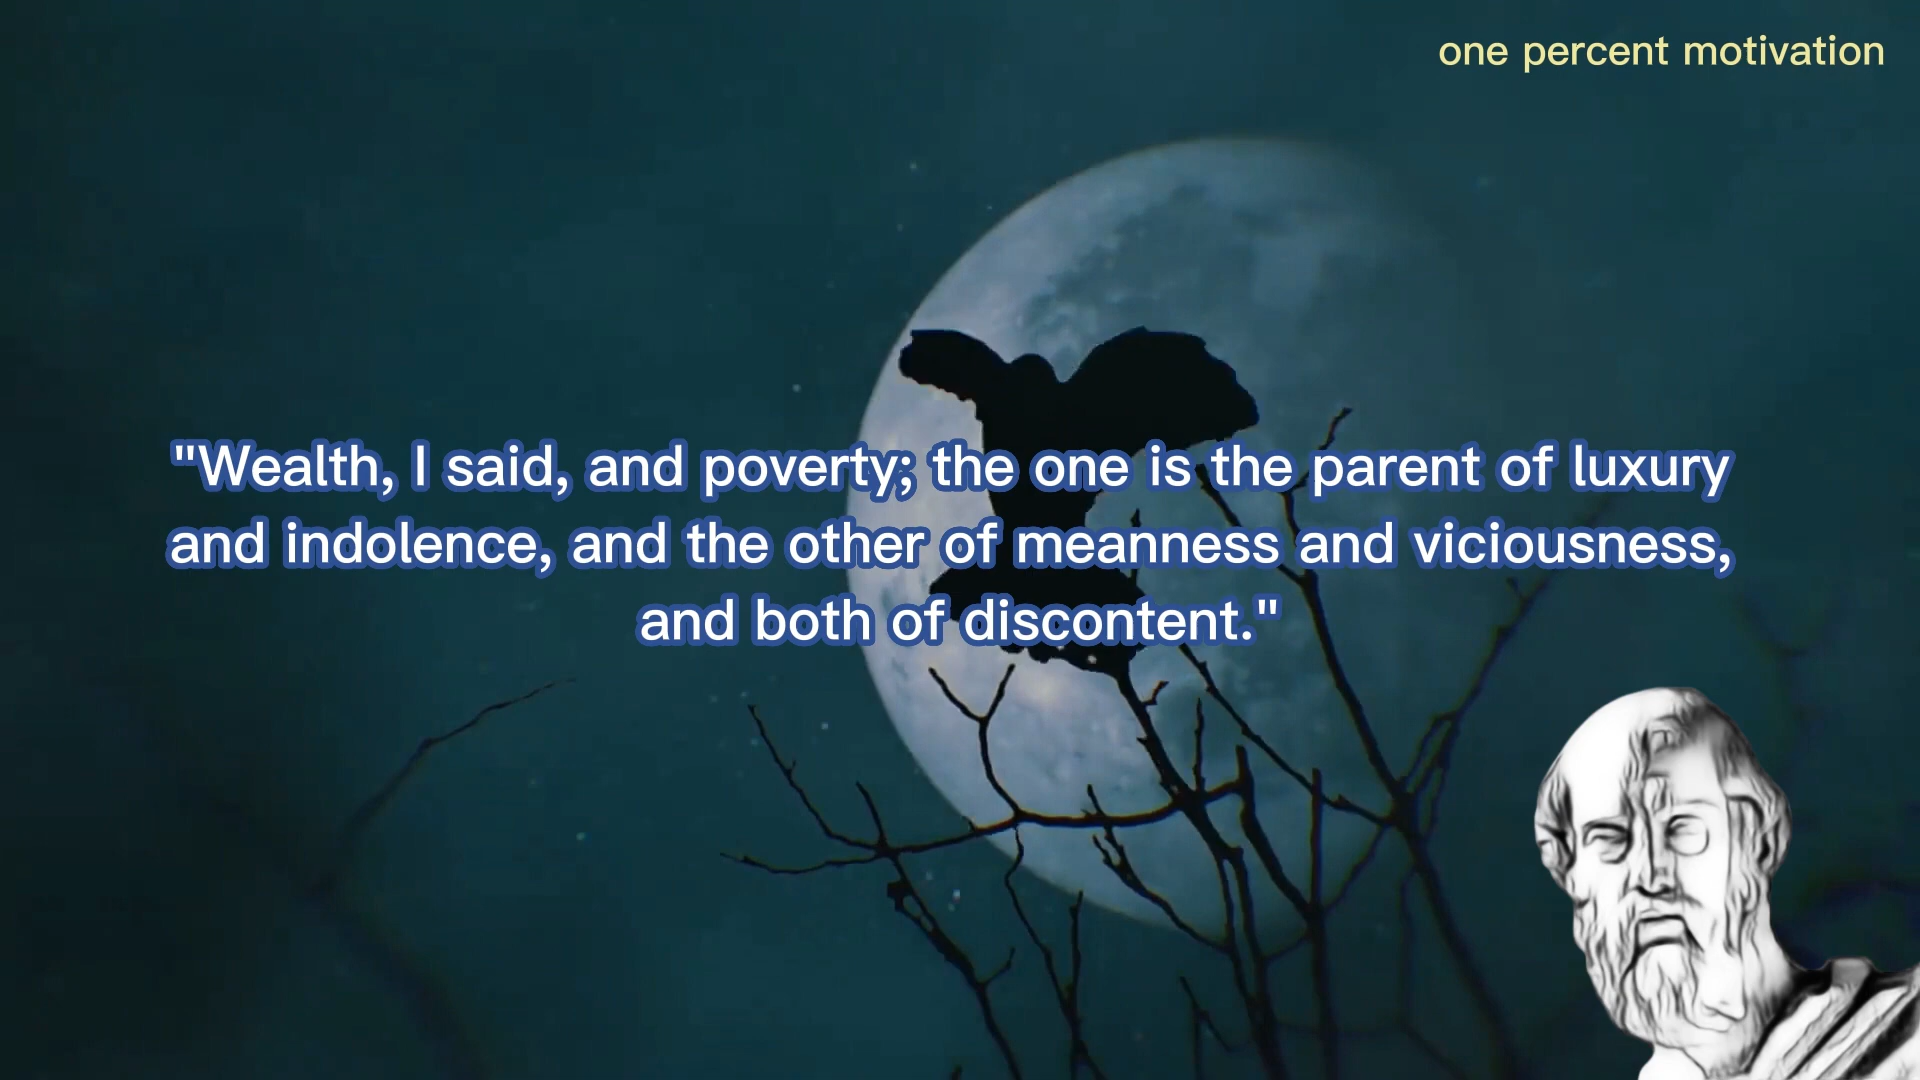 one percent motivation
"Wealth, I said, and poverty; the one is the parent of luxury
and indolence, and the other of meanness and viciousness,
and both of discontent."